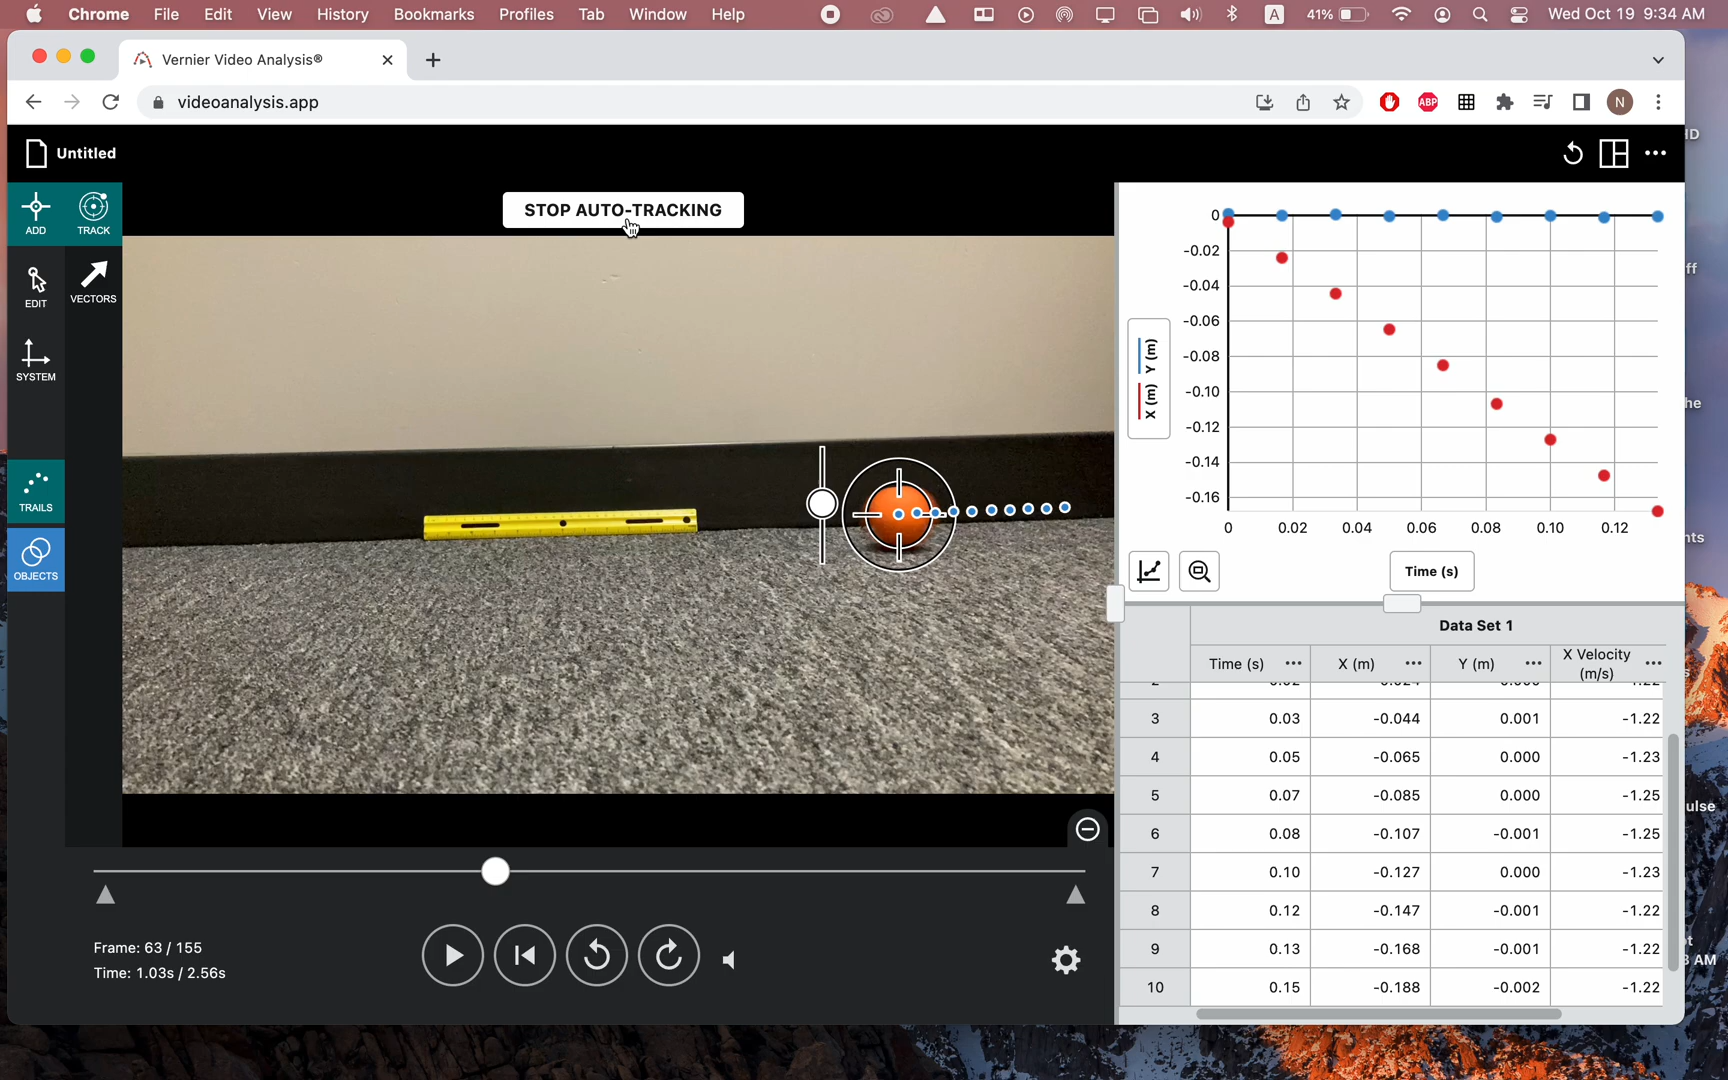 Chrome File Edit View History Bookmarks Profiles Tab Window Help A 41% Wed Oct 19 9:34 AM
Vernier Video Analysis®
videoanalysis.app ABP N
Untitled
STOP AUTO-TRACKING
ADD TRACK
EDIT VECTORS
SYSTEM
TRAILS
OBJECTS
Frame: 63 / 155
Time: 1.03s / 2.56s
0
-0.02
-0.04
-0.06
-0.08
-0.10
-0.12
-0.14
-0.16
X (m) Y (m)
0 0.02 0.04 0.06 0.08 0.10 0.12
Time (s)
Data Set 1
Time (s) X (m) Y (m) X Velocity (m/s)
3 0.03 -0.044 0.001 -1.22
4 0.05 -0.065 0.000 -1.23
5 0.07 -0.085 0.000 -1.25
6 0.08 -0.107 -0.001 -1.25
7 0.10 -0.127 0.000 -1.23
8 0.12 -0.147 -0.001 -1.22
9 0.13 -0.168 -0.001 -1.22
10 0.15 -0.188 -0.002 -1.22